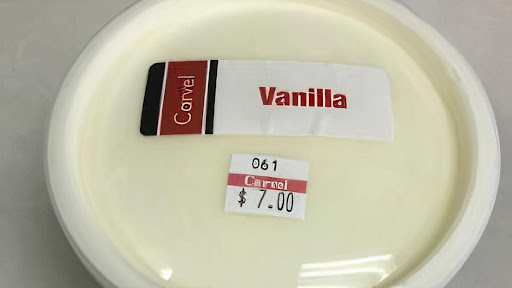 Carvel
Vanilla
061
Carvel
$ 7.00